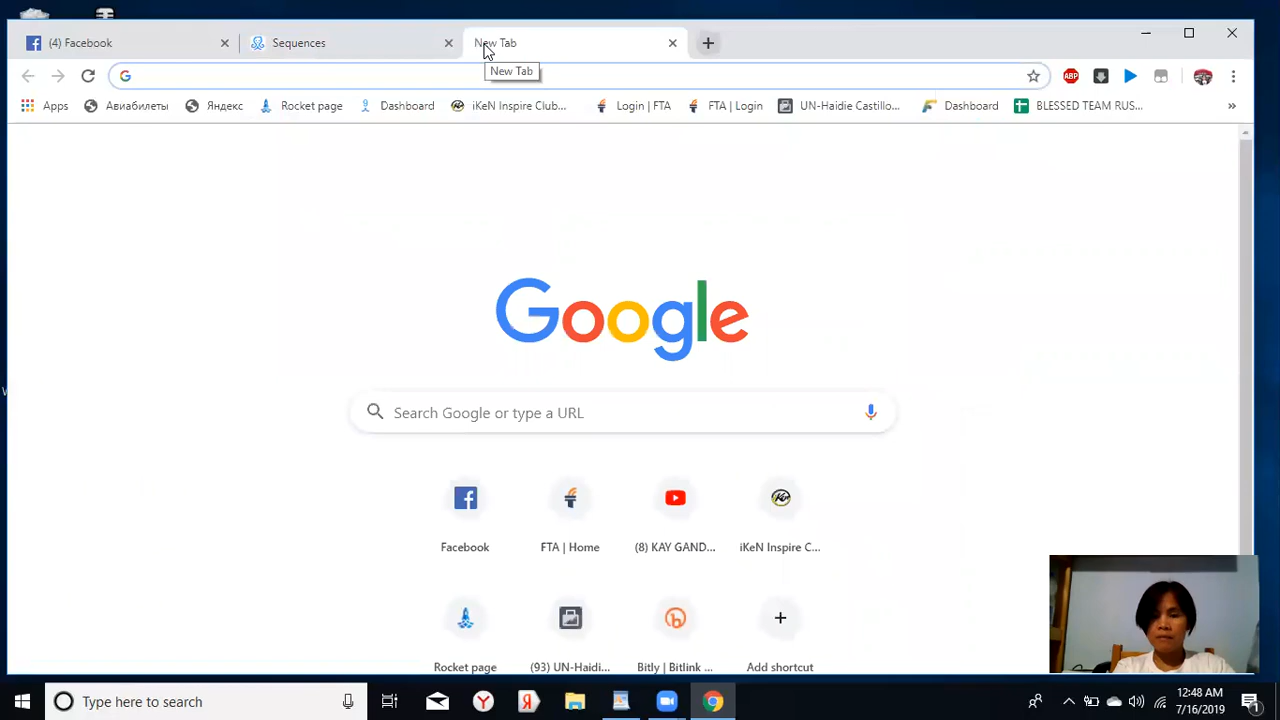 (4) Facebook
Sequences
New Tab
New Tab
Apps
Авиабилеты
Яндекс
Rocket page
Dashboard
iKeN Inspire Club...
Login | FTA
FTA | Login
UN-Haidie Castillo...
Dashboard
BLESSED TEAM RUS...
»
ABP
Google
Search Google or type a URL
Facebook
FTA | Home
(8) KAY GAND...
iKeN Inspire C...
Rocket page
(93) UN-Haidi...
Bitly | Bitlink ...
Add shortcut
Type here to search
12:48 AM
7/16/2019
1